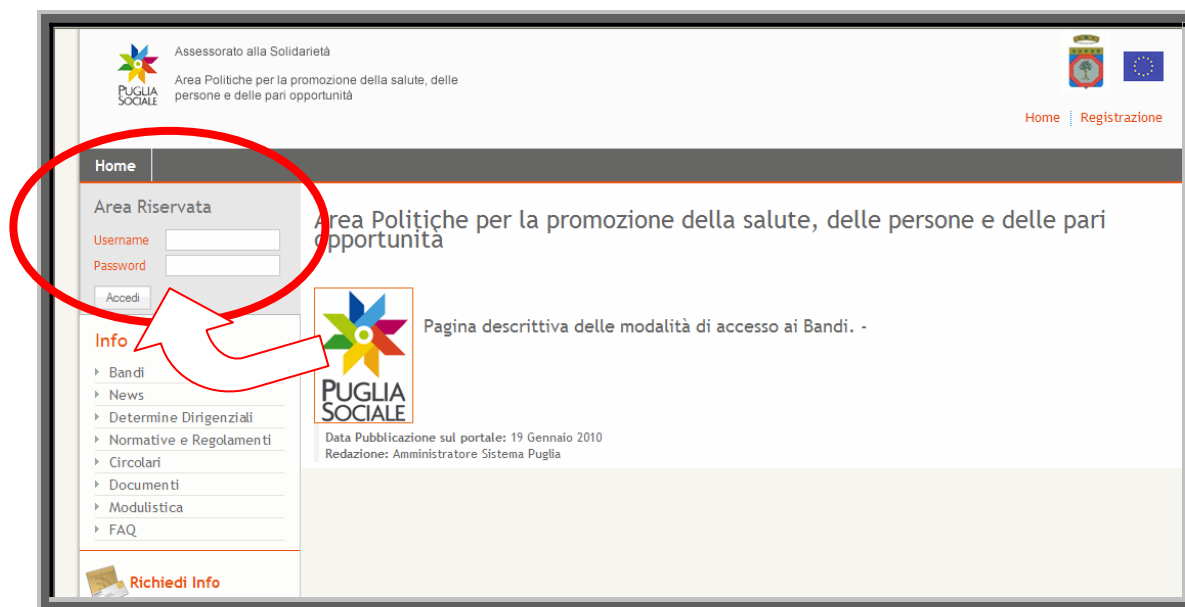 Assessorato alla Solidarietà
Area Politiche per la promozione della salute, delle
persone e delle pari opportunità
PUGLIA
SOCIALE
Home
Registrazione
Home
Area Riservata
Username
Password
Accedi
Info
Bandi
News
Determine Dirigenziali
Normative e Regolamenti
Circolari
Documenti
Modulistica
FAQ
Richiedi Info
Area Politiche per la promozione della salute, delle persone e delle pari
opportunità
Pagina descrittiva delle modalità di accesso ai Bandi. -
PUGLIA
SOCIALE
Data Pubblicazione sul portale: 19 Gennaio 2010
Redazione: Amministratore Sistema Puglia